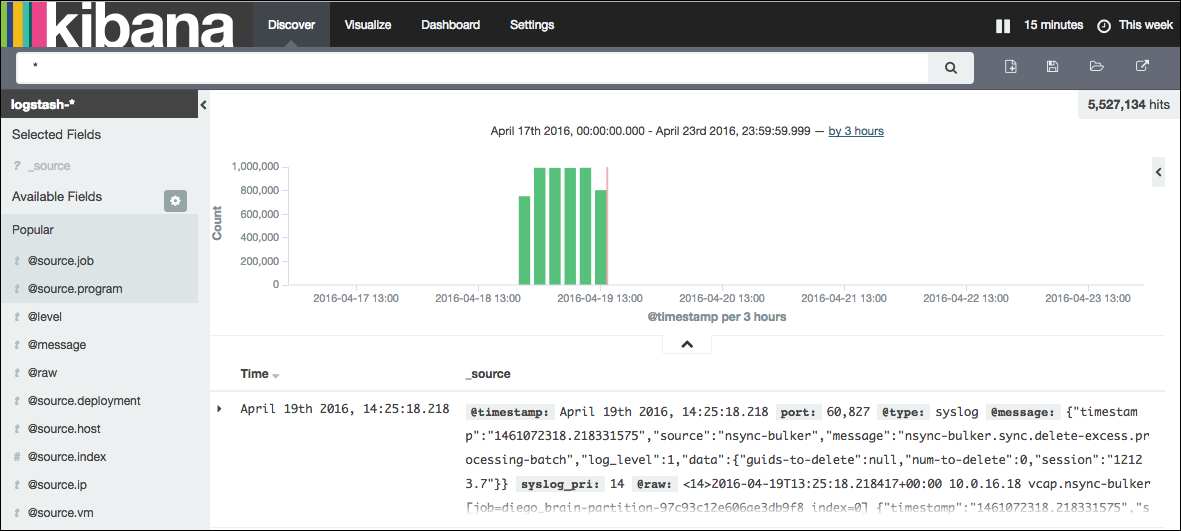 kibana Discover Visualize Dashboard Settings 15 minutes This week
*
logstash-* 5,527,134 hits
Selected Fields
April 17th 2016, 00:00:00.000 - April 23rd 2016, 23:59:59.999 — by 3 hours
? _source
Available Fields
Popular
t @source.job
t @source.program
t @level
t @message
t @raw
t @source.deployment
t @source.host
# @source.index
t @source.ip
t @source.vm
Count
1,000,000
800,000
600,000
400,000
200,000
0
2016-04-17 13:00 2016-04-18 13:00 2016-04-19 13:00 2016-04-20 13:00 2016-04-21 13:00 2016-04-22 13:00 2016-04-23 13:00
@timestamp per 3 hours
Time _source
April 19th 2016, 14:25:18.218
@timestamp: April 19th 2016, 14:25:18.218 port: 60,827 @type: syslog @message: {"timestam
p":"1461072318.218331575","source":"nsync-bulker","message":"nsync-bulker.sync.delete-excess.pr
ocessing-batch","log_level":1,"data":{"guids-to-delete":null,"num-to-delete":0,"session":"1212
3.7"}} syslog_pri: 14 @raw: <14>2016-04-19T13:25:18.218417+00:00 10.0.16.18 vcap.nsync-bulker
[job=diego_brain-partition-97c93c12e606ae3db9f8 index=0] {"timestamp":"1461072318.218331575","s